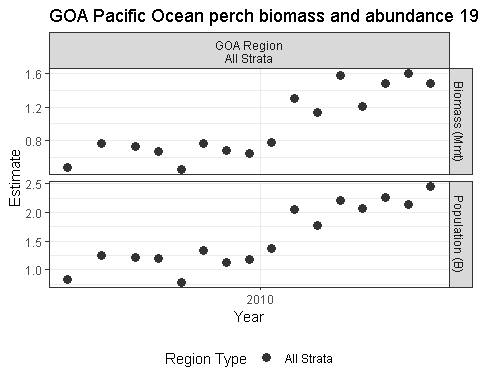 GOA Pacific Ocean perch biomass and abundance 19
GOA Region
All Strata
1.6
1.2
0.8
Biomass (Mmt)
Estimate
2.5
2.0
1.5
1.0
Population (B)
2010
Year
Region Type
All Strata